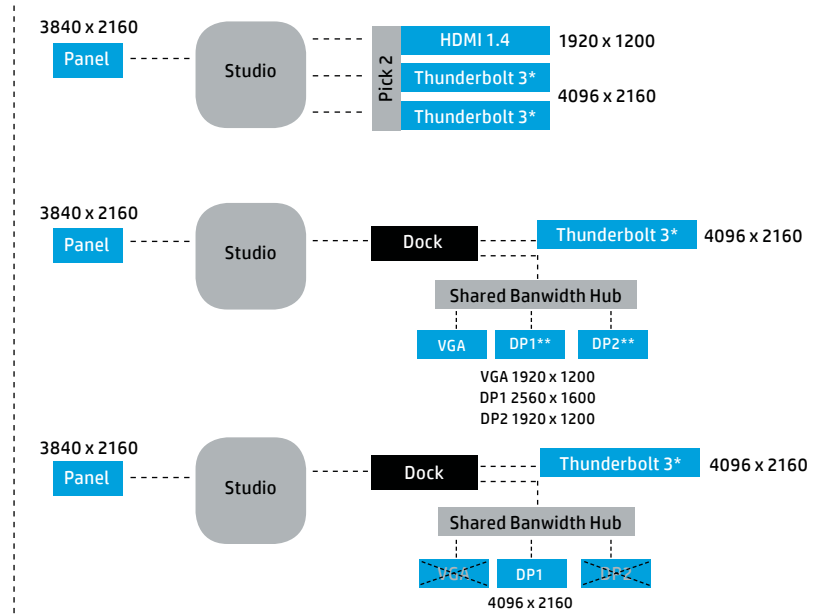 3840 x 2160
Panel
Studio
Pick 2
HDMI 1.4
1920 x 1200
Thunderbolt 3*
4096 x 2160
Thunderbolt 3*
3840 x 2160
Panel
Studio
Dock
Thunderbolt 3*
4096 x 2160
Shared Banwidth Hub
VGA
DP1**
DP2**
VGA 1920 x 1200
DP1 2560 x 1600
DP2 1920 x 1200
3840 x 2160
Panel
Studio
Dock
Thunderbolt 3*
4096 x 2160
Shared Banwidth Hub
VGA
DP1
DP2
4096 x 2160